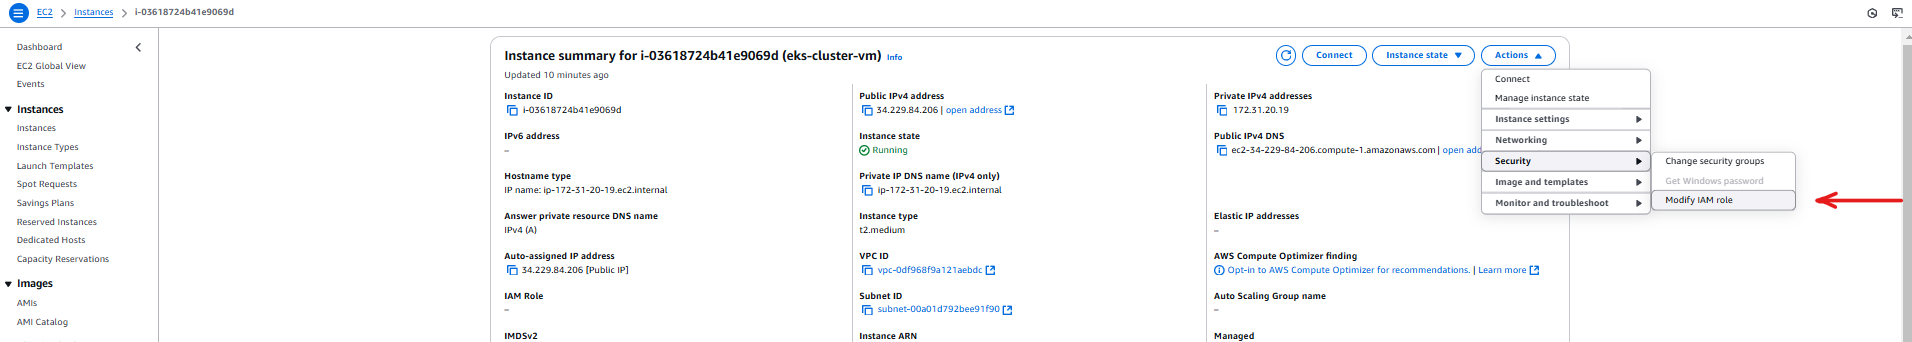 EC2 > Instances > i-03618724b41e9069d
Dashboard
EC2 Global View
Events
Instances
Instances
Instance Types
Launch Templates
Spot Requests
Savings Plans
Reserved Instances
Dedicated Hosts
Capacity Reservations
Images
AMIs
AMI Catalog
Instance summary for i-03618724b41e9069d (eks-cluster-vm) Info
Updated 10 minutes ago
Connect
Instance state
Actions
Instance ID
i-03618724b41e9069d
IPv6 address
–
Hostname type
IP name: ip-172-31-20-19.ec2.internal
Answer private resource DNS name
IPv4 (A)
Auto-assigned IP address
34.229.84.206 [Public IP]
IAM Role
–
IMDSv2
Public IPv4 address
34.229.84.206 | open address
Instance state
Running
Private IP DNS name (IPv4 only)
ip-172-31-20-19.ec2.internal
Instance type
t2.medium
VPC ID
vpc-0df968f9a121aebdc
Subnet ID
subnet-00a01d792bee91f90
Instance ARN
Private IPv4 addresses
172.31.20.19
Public IPv4 DNS
ec2-34-229-84-206.compute-1.amazonaws.com | open add
Elastic IP addresses
–
AWS Compute Optimizer finding
Opt-in to AWS Compute Optimizer for recommendations. | Learn more
Auto Scaling Group name
–
Managed
Connect
Manage instance state
Instance settings
Networking
Security
Image and templates
Monitor and troubleshoot
Change security groups
Get Windows password
Modify IAM role